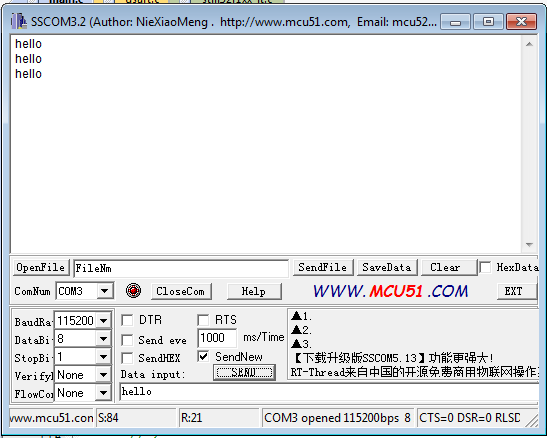 SSCOM3.2 (Author: NieXiaoMeng . http://www.mcu51.com, Email: mcu52...
hello
hello
hello
OpenFile FileNm SendFile SaveData Clear HexData
ComNum COM3 CloseCom Help WWW.MCU51.COM EXT
BaudRa 115200 DTR RTS
DataBi 8 Send eve 1000 ms/Time
StopBi 1 SendHEX SendNew
Verify None Data input: SEND
FlowCon None hello
▲1.
▲2.
▲3.
【下载升级版SSCOM5.13】功能更强大!
RT-Thread来自中国的开源免费商用物联网操作
www.mcu51.con S:84 R:21 COM3 opened 115200bps 8 CTS=0 DSR=0 RLSD